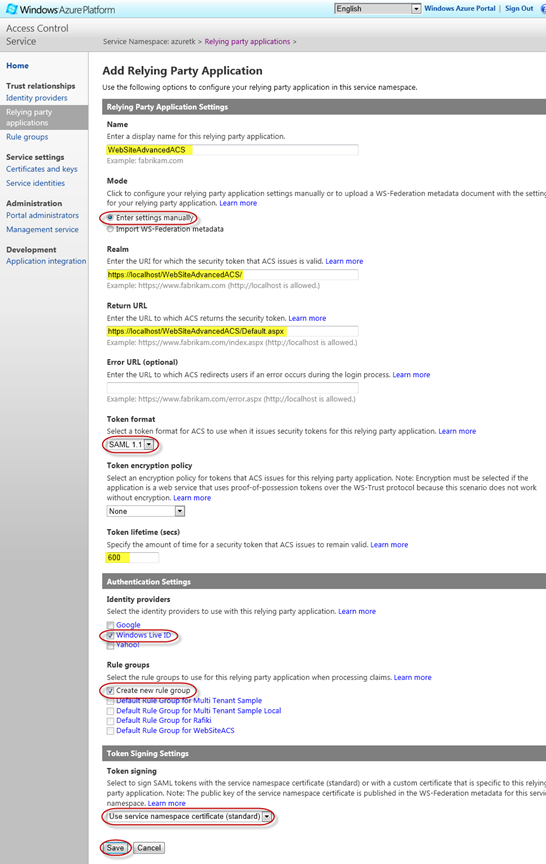 Windows Azure Platform
English
Windows Azure Portal | Sign Out
Access Control
Service
Service Namespace: azuretk > Relying party applications >
Home
Trust relationships
Identity providers
Relying party
applications
Rule groups
Service settings
Certificates and keys
Service identities
Administration
Portal administrators
Management service
Development
Application integration
Add Relying Party Application
Use the following options to configure your relying party application in this service namespace.
Relying Party Application Settings
Name
Enter a display name for this relying party application.
WebSiteAdvancedACS
Example: fabrikam.com
Mode
Click to configure your relying party application settings manually or to upload a WS-Federation metadata document with the setting
for your relying party application. Learn more
Enter settings manually
Import WS-Federation metadata
Realm
Enter the URI for which the security token that ACS issues is valid. Learn more
https://localhost/WebSiteAdvancedACS/
Example: https://www.fabrikam.com (http://localhost is allowed.)
Return URL
Enter the URL to which ACS returns the security token. Learn more
https://localhost/WebSiteAdvancedACS/Default.aspx
Example: https://www.fabrikam.com/index.aspx (http://localhost is allowed.)
Error URL (optional)
Enter the URL to which ACS redirects users if an error occurs during the login process. Learn more
Example: https://www.fabrikam.com/error.aspx (http://localhost is allowed.)
Token format
Select a token format for ACS to use when it issues security tokens for this relying party application. Learn more
SAML 1.1
Token encryption policy
Select an encryption policy for tokens that ACS issues for this relying party application. Note: Encryption must be selected if the
application is a web service that uses proof-of-possession tokens over the WS-Trust protocol because this scenario does not work
without encryption. Learn more
None
Token lifetime (secs)
Specify the amount of time for a security token that ACS issues to remain valid. Learn more
600
Authentication Settings
Identity providers
Select the identity providers to use with this relying party application. Learn more
Google
Windows Live ID
Yahoo!
Rule groups
Select the rule groups to use for this relying party application when processing claims. Learn more
Create new rule group
Default Rule Group for Multi Tenant Sample
Default Rule Group for Multi Tenant Sample Local
Default Rule Group for Rafiki
Default Rule Group for WebSiteACS
Token Signing Settings
Token signing
Select to sign SAML tokens with the service namespace certificate (standard) or with a custom certificate that is specific to this relying
party application. Note: The public key of the service namespace certificate is published in the WS-Federation metadata for this servi
namespace. Learn more
Use service namespace certificate (standard)
Save Cancel